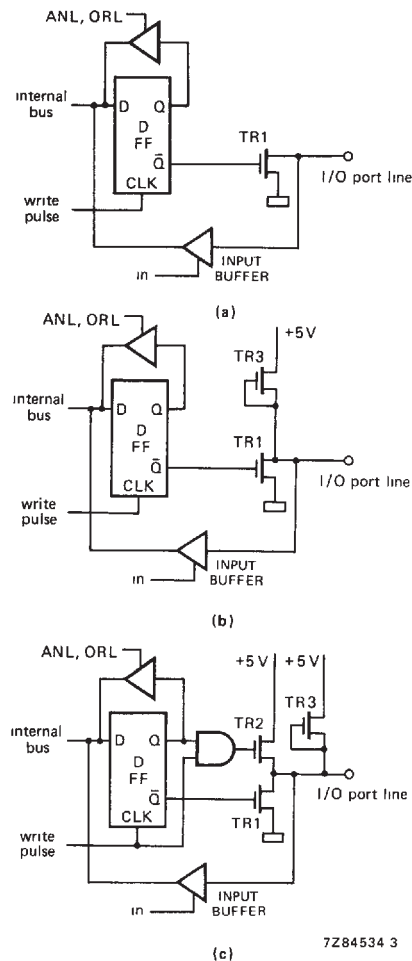 ANL, ORL
internal
bus
D
Q
D
FF
Q̅
CLK
TR1
I/O port line
write
pulse
INPUT
BUFFER
in
(a)
ANL, ORL
+5V
TR3
internal
bus
D
Q
D
FF
Q̅
CLK
TR1
I/O port line
write
pulse
INPUT
BUFFER
in
(b)
ANL, ORL
+5V
+5V
TR3
TR2
internal
bus
D
Q
D
FF
Q̅
CLK
TR1
I/O port line
write
pulse
INPUT
BUFFER
in
(c)
7Z84534 3